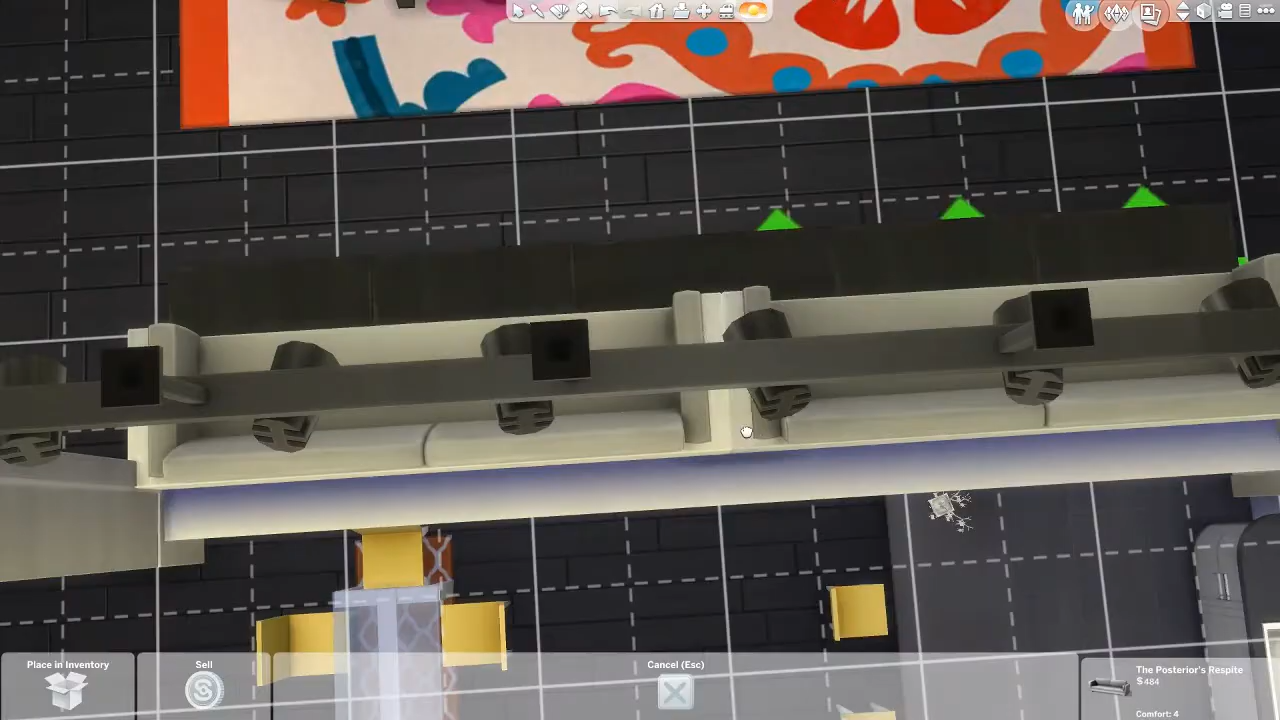 Place in Inventory
Sell
Cancel (Esc)
The Posterior's Respite
$484
Comfort: 4